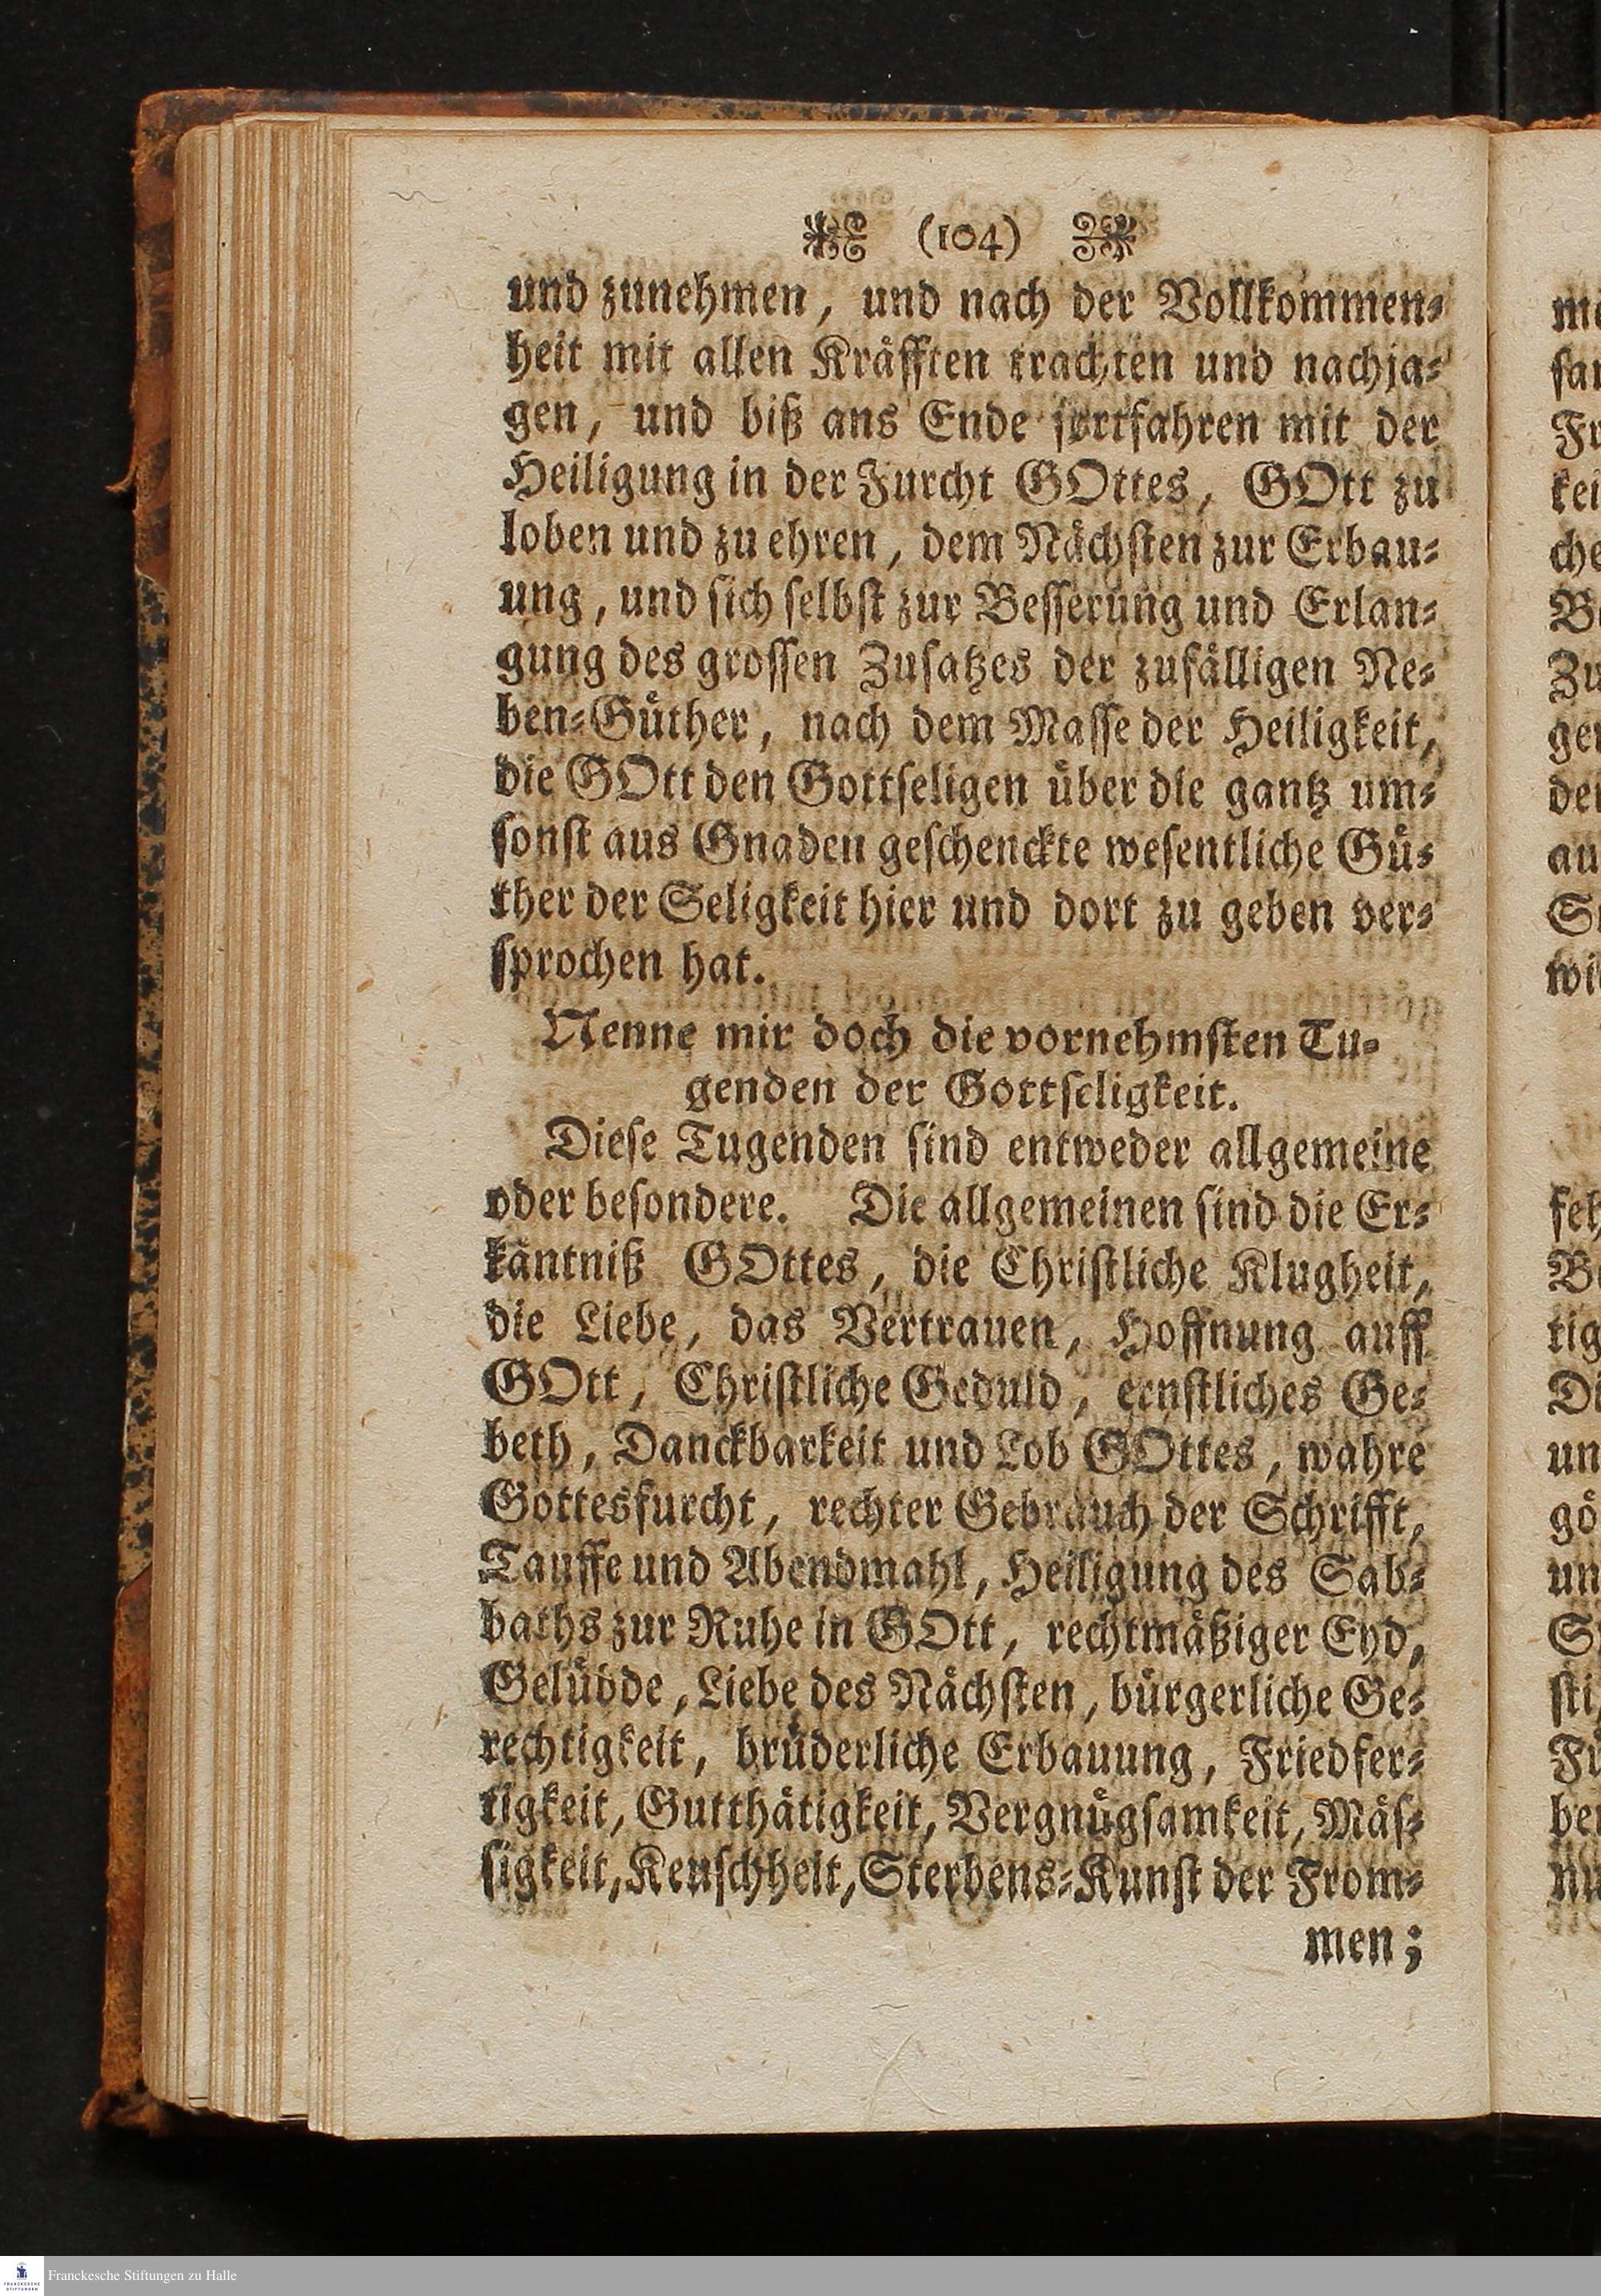 (104)
und zunehmen, und nach der Vollkommen-
heit mit allen Kräfften trachten und nachja-
gen, und biß ans Ende fortfahren mit der
Heiligung in der Furcht GOttes, GOtt zu
loben und zu ehren, dem Nächsten zur Erbau-
ung, und sich selbst zur Besserung und Erlan-
gung des grossen Zusatzes der zufälligen Ne-
ben-Güther, nach dem Masse der Heiligkeit,
die GOtt den Gottseligen über die gantz um-
sonst aus Gnaden geschenckte wesentliche Gü-
ther der Seligkeit hier und dort zu geben ver-
sprochen hat.
Nenne mir doch die vornehmsten Tu-
genden der Gottseligkeit.
Diese Tugenden sind entweder allgemeine
oder besondere. Die allgemeinen sind die Er-
käntniß GOttes, die Christliche Klugheit,
die Liebe, das Vertrauen, Hoffnung auff
GOtt, Christliche Geduld, ernstliches Ge-
beth, Danckbarkeit und Lob GOttes, wahre
Gottesfurcht, rechter Gebrauch der Schrifft,
Tauffe und Abendmahl, Heiligung des Sab-
baths zur Ruhe in GOtt, rechtmäßiger Eyd,
Gelübde, Liebe des Nächsten, bürgerliche Ge-
rechtigkeit, brüderliche Erbauung, Friedfer-
tigkeit, Gutthätigkeit, Vergnügsamkeit, Mäs-
sigkeit, Keuschheit, Sterbens-Kunst der From-
men;
Franckesche Stiftungen zu Halle